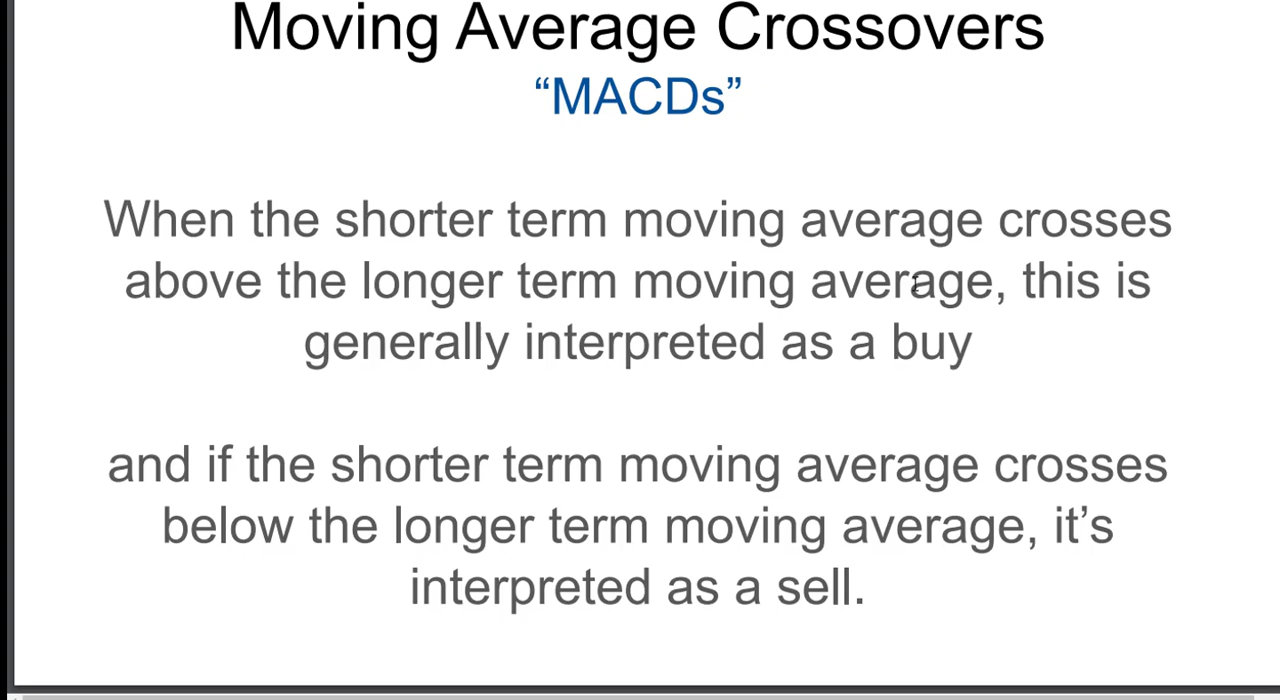 Moving Average Crossovers
“MACDs”
When the shorter term moving average crosses
above the longer term moving average, this is
generally interpreted as a buy
and if the shorter term moving average crosses
below the longer term moving average, it’s
interpreted as a sell.